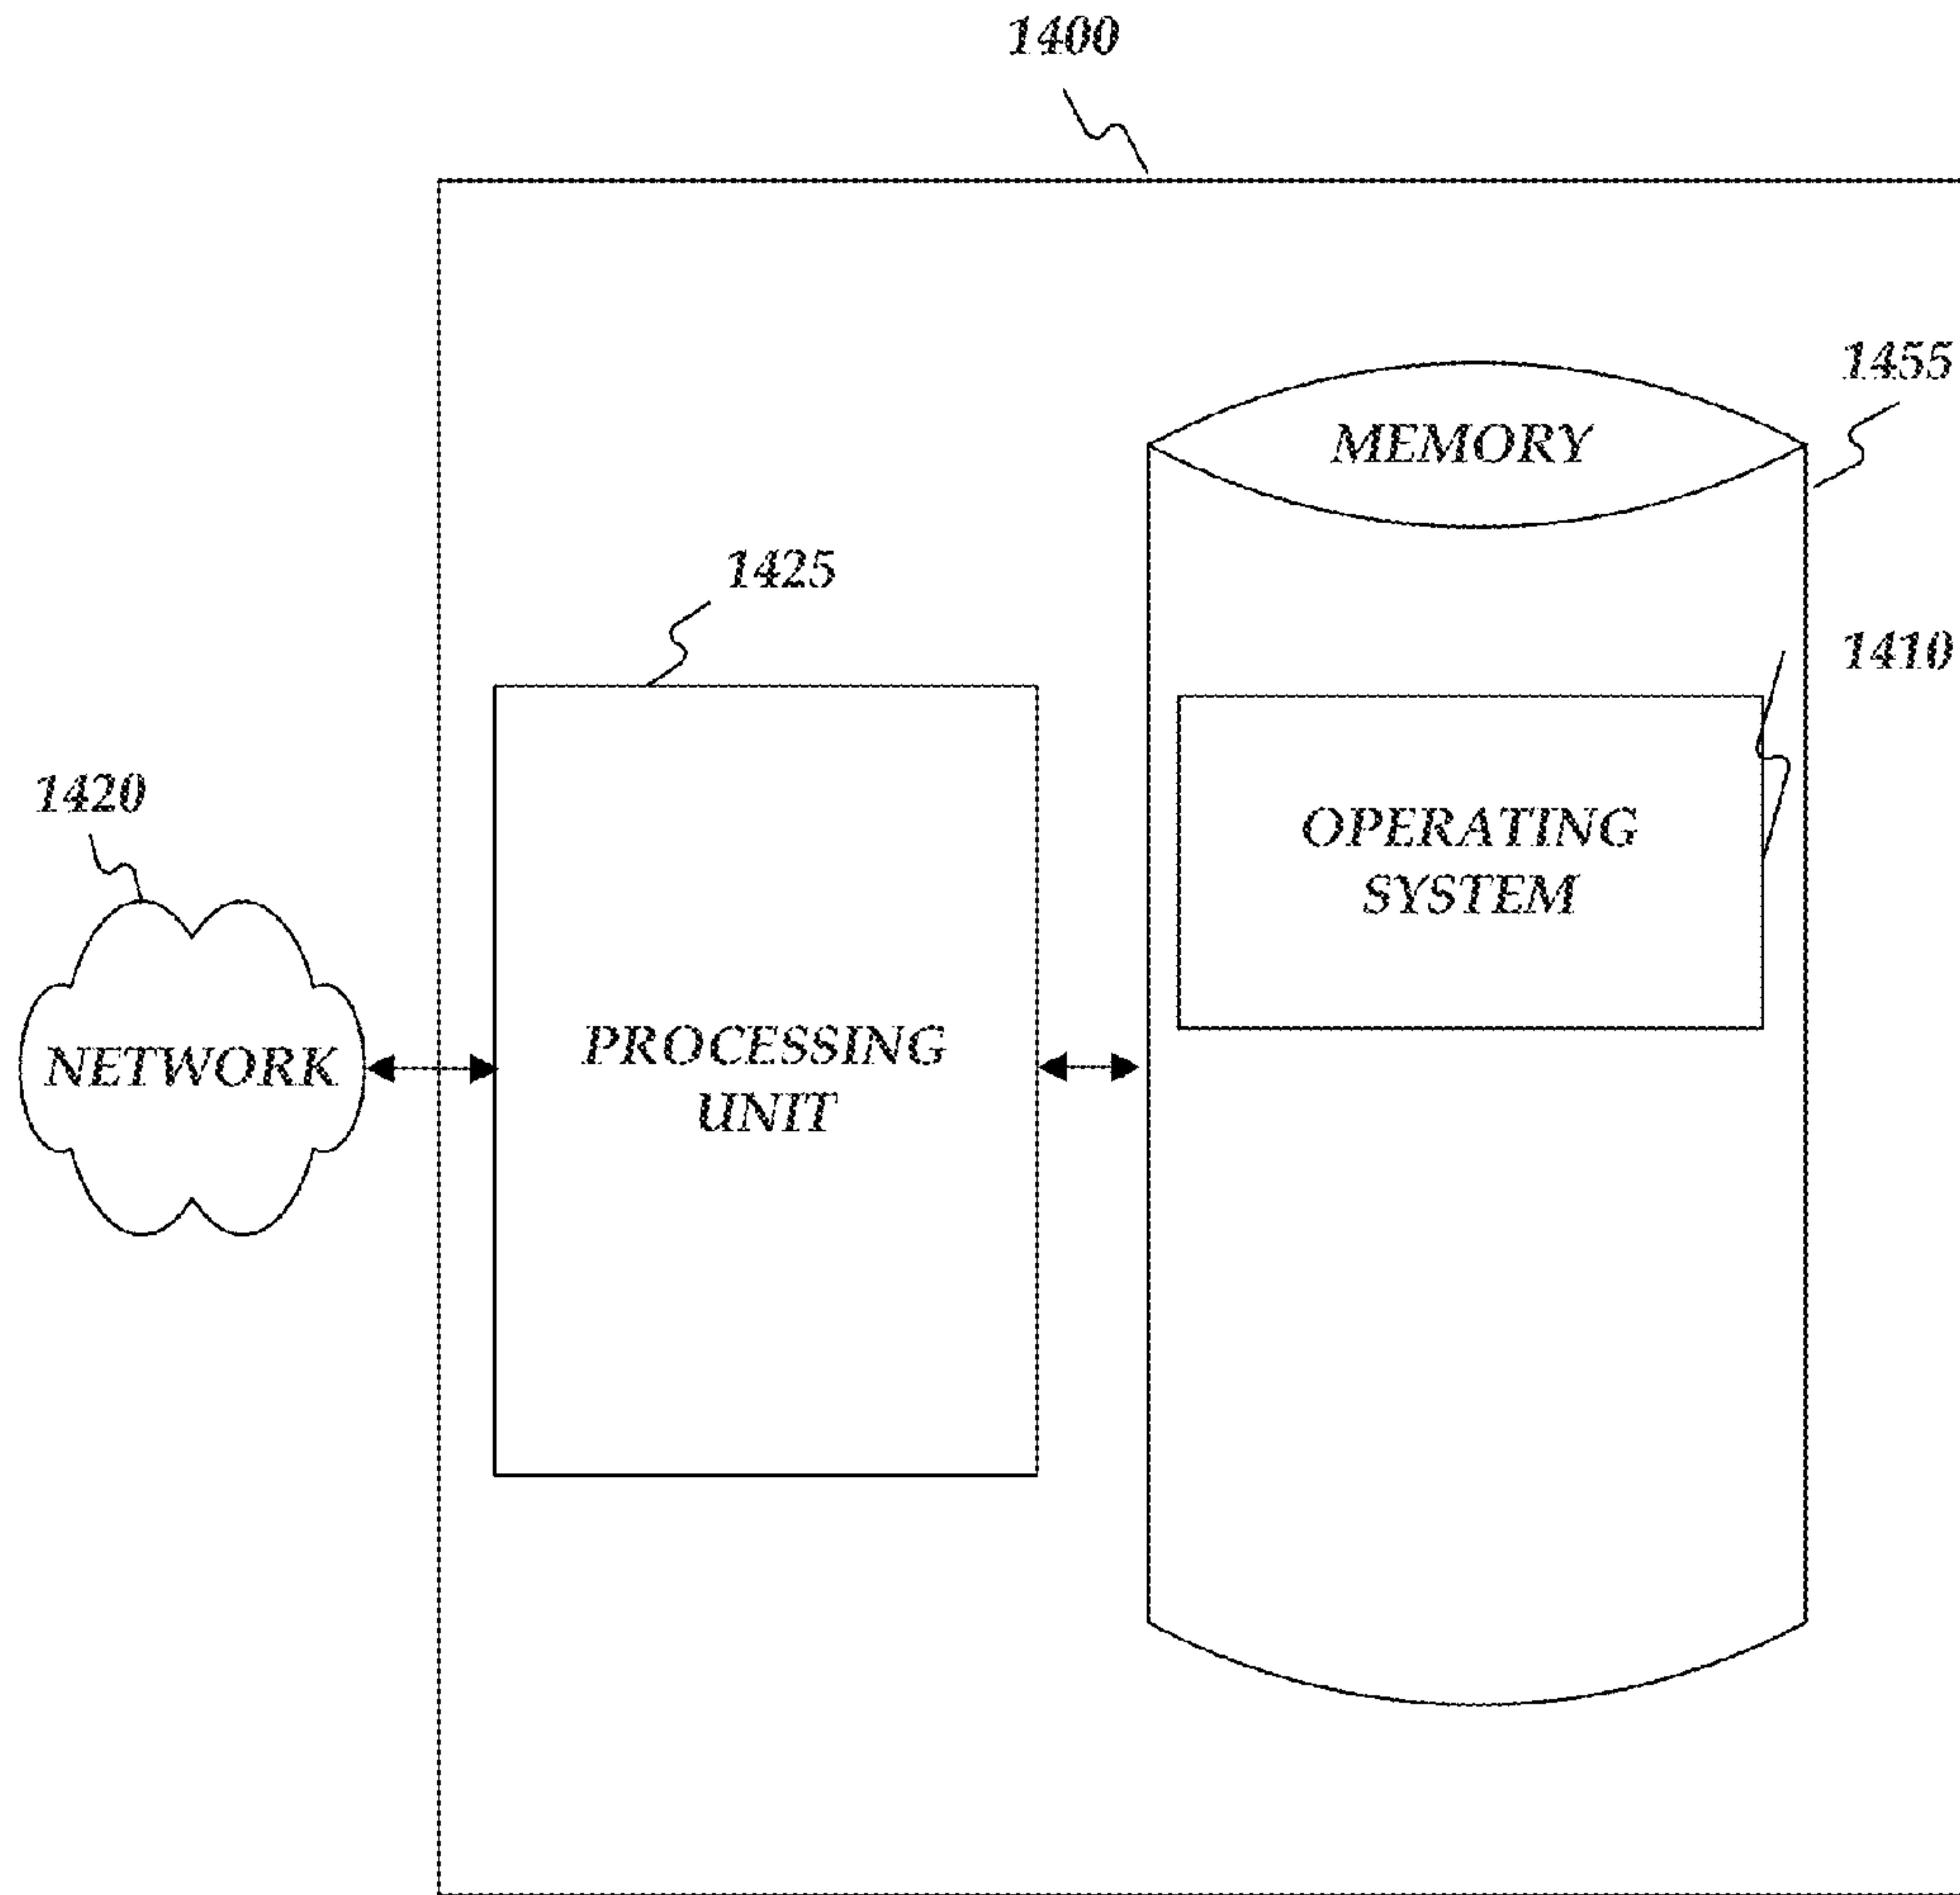 1400
1455
MEMORY
1425
1410
1420
OPERATING
SYSTEM
NETWORK
PROCESSING
UNIT